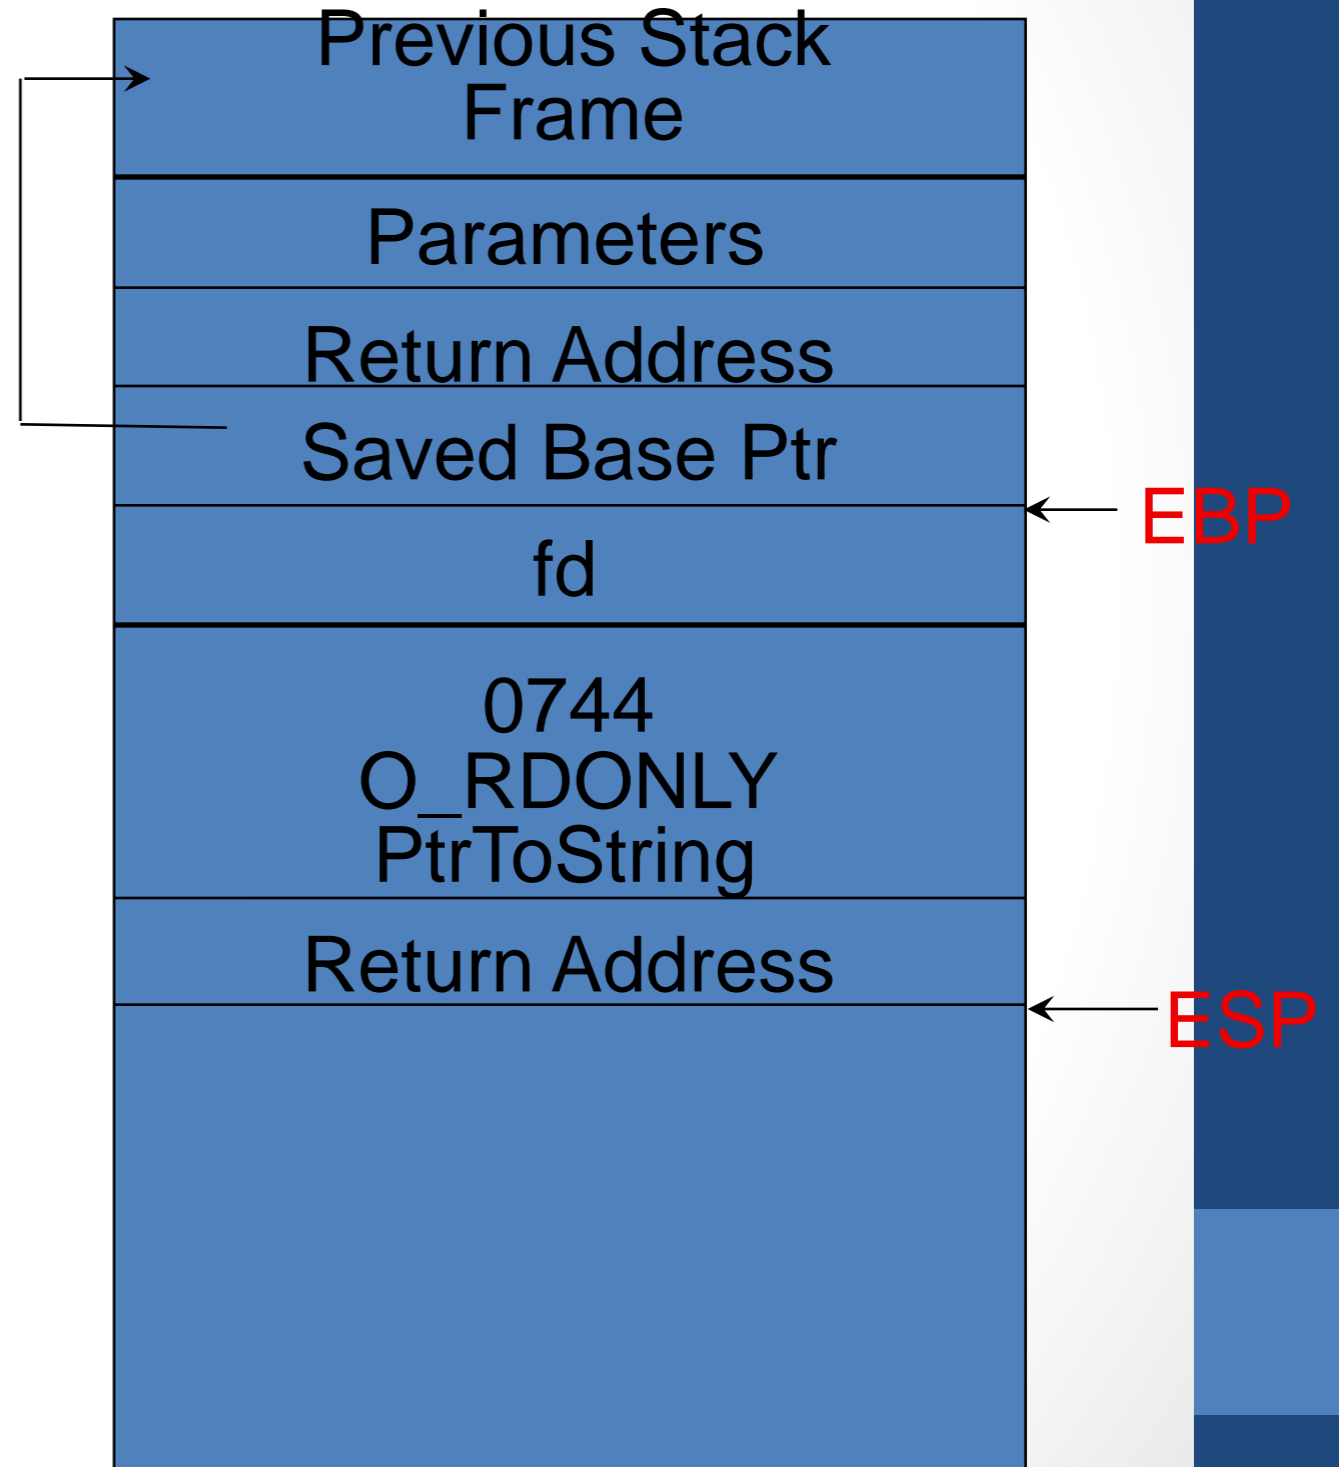 Previous Stack
Frame
Parameters
Return Address
Saved Base Ptr
EBP
fd
0744
O_RDONLY
PtrToString
Return Address
ESP